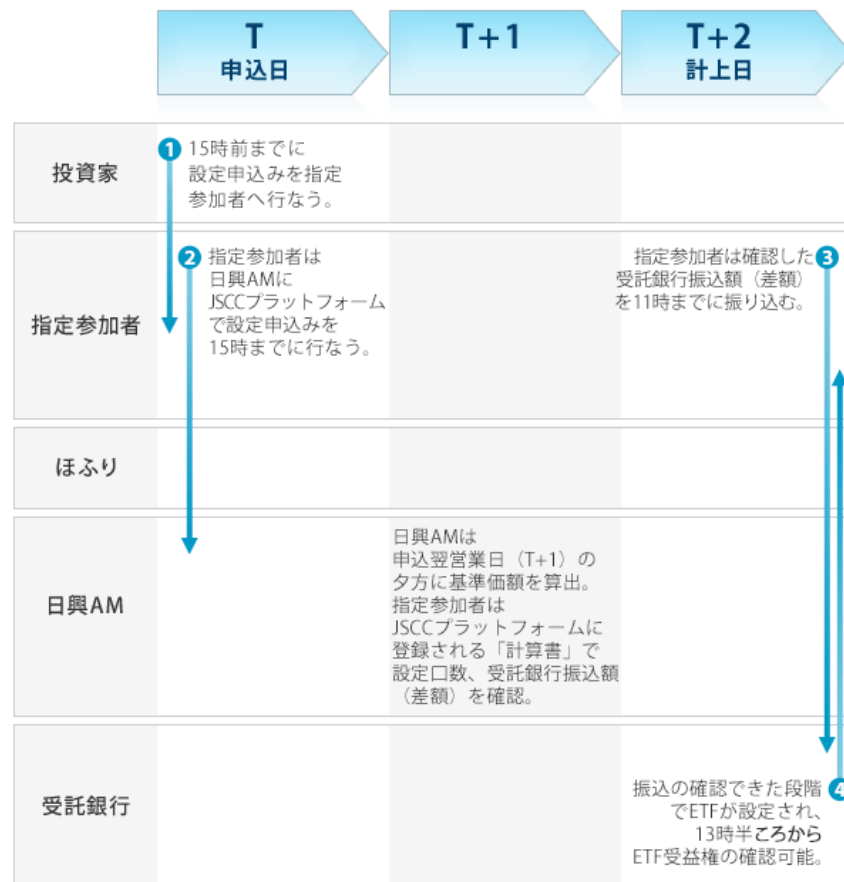 T
申込日
T+1
T+2
計上日
投資家
1 15時前までに
設定申込みを指定
参加者へ行なう。
指定参加者
2 指定参加者は
日興AMに
JSCCプラットフォーム
で設定申込みを
15時までに行なう。
指定参加者は確認した 3
受託銀行振込額（差額）
を11時までに振り込む。
ほふり
日興AM
日興AMは
申込翌営業日（T+1）の
夕方に基準価額を算出。
指定参加者は
JSCCプラットフォームに
登録される「計算書」で
設定口数、受託銀行振込額
（差額）を確認。
受託銀行
振込の確認できた段階 4
でETFが設定され、
13時半ころから
ETF受益権の確認可能。